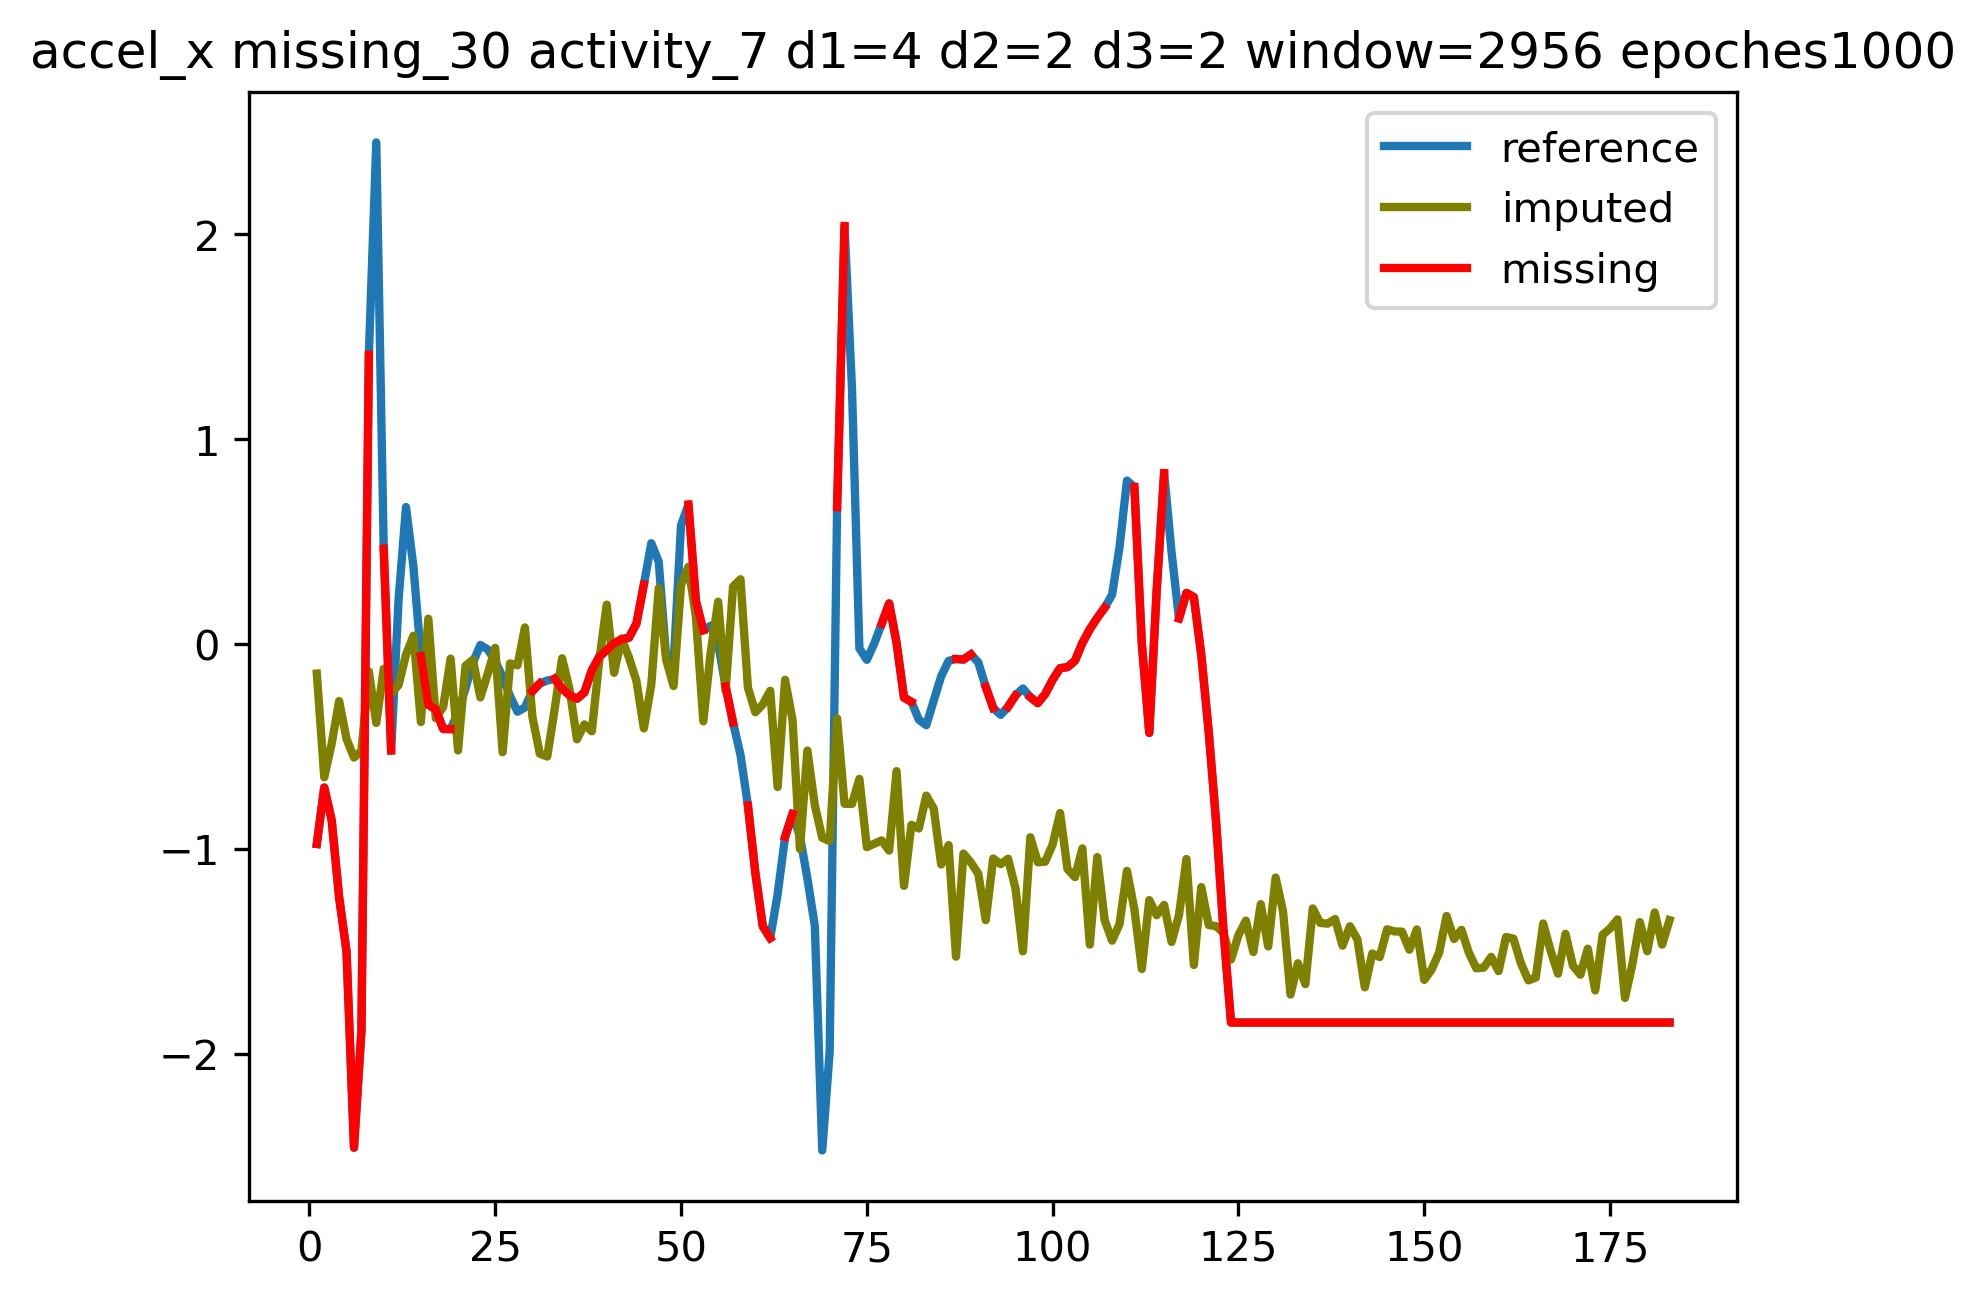 accel_x missing_30 activity_7 d1=4 d2=2 d3=2 window=2956 epoches1000
reference
imputed
missing
2
1
0
−1
−2
0 25 50 75 100 125 150 175